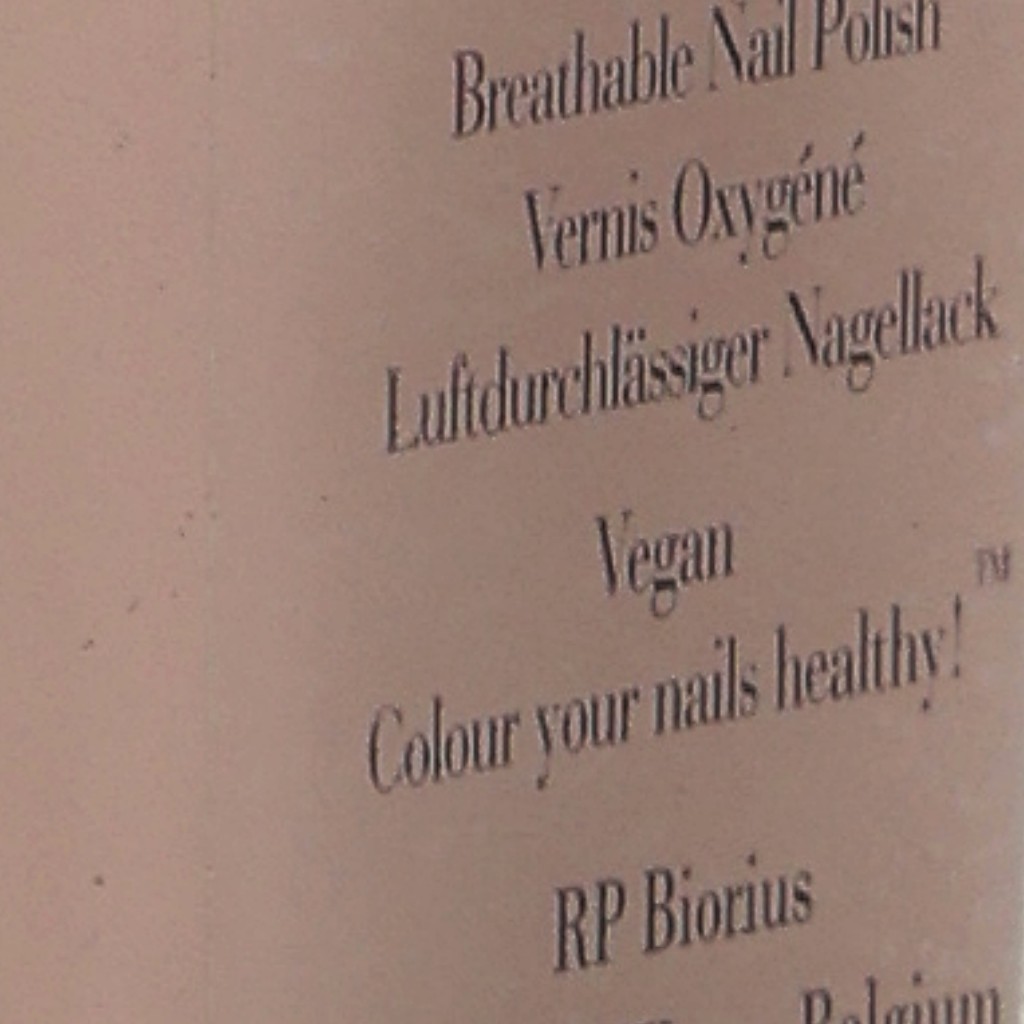 Breathable Nail Polish
Vernis Oxygéné
Luftdurchlässiger Nagellack
Vegan
Colour your nails healthy!™
RP Biorius
Belgium